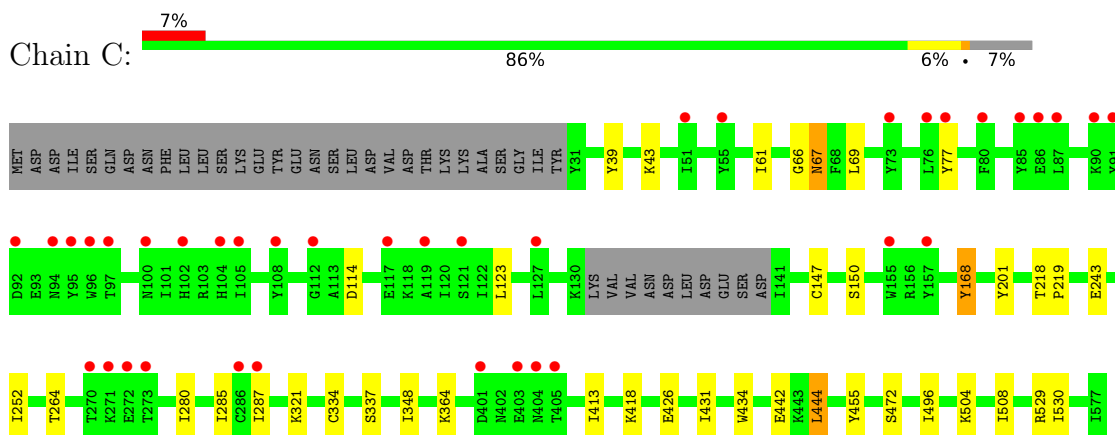 7%
Chain C:
86% 6% • 7%
MET ASP ASP ILE SER GLN ASP ASN PHE LEU LEU SER LYS GLU TYR GLU ASN SER LEU ASP VAL ASP THR LYS LYS ALA SER GLY ILE TYR Y31 Y39 K43 I51 Y55 I61 G66 N67 F68 L69 Y73 L76 Y77 F80 Y85 E86 L87 K90
D92 E93 N94 Y95 W96 T97 N100 I101 H102 R103 H104 I105 Y108 G112 A113 D114 E117 K118 A119 I120 S121 I122 L123 L127 K130 LYS VAL VAL ASN ASP LEU ASP GLU SER ASP I141 C147 S150 W155 R156 Y157 Y168 Y201 T218 P219 E243
I252 T264 T270 K271 E272 T273 I280 I285 C286 I287 K321 C334 S337 I348 K364 D401 N402 E403 N404 T405 I413 K418 E426 I431 W434 E442 K443 L444 Y455 S472 I496 K504 I508 R529 I530 I577